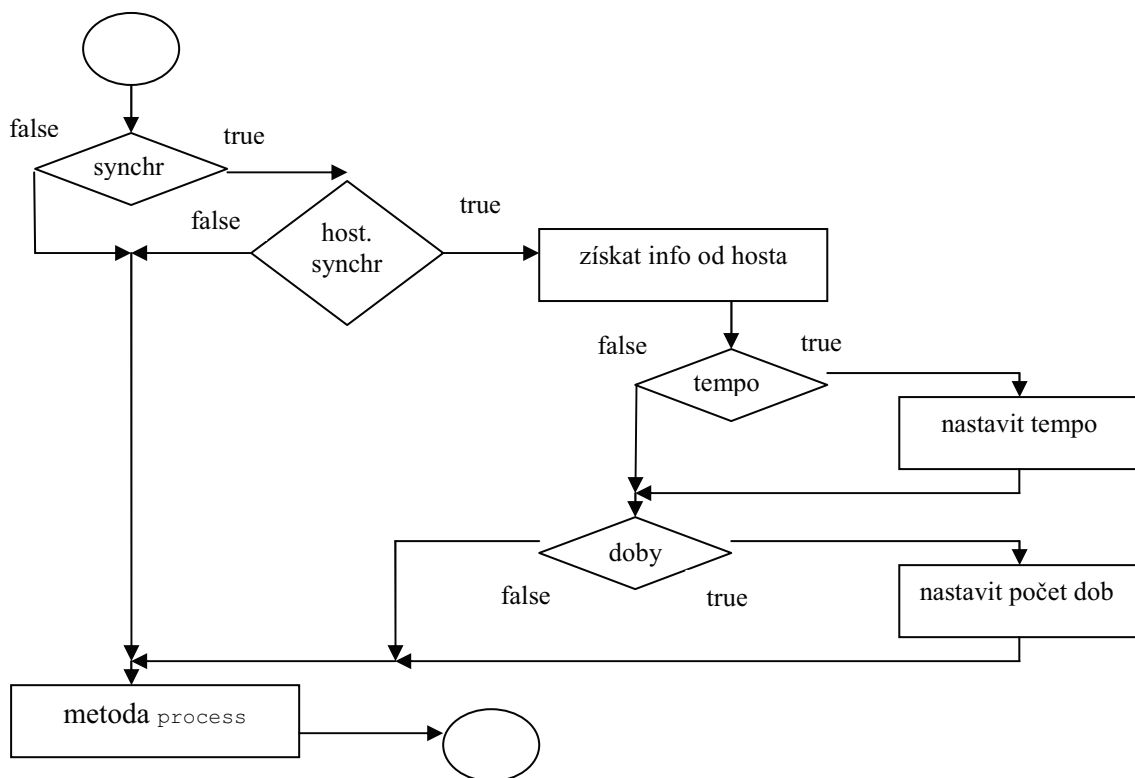 false
true
synchr
false
true
host.
synchr
získat info od hosta
false
true
tempo
nastavit tempo
doby
false
true
nastavit počet dob
metoda process